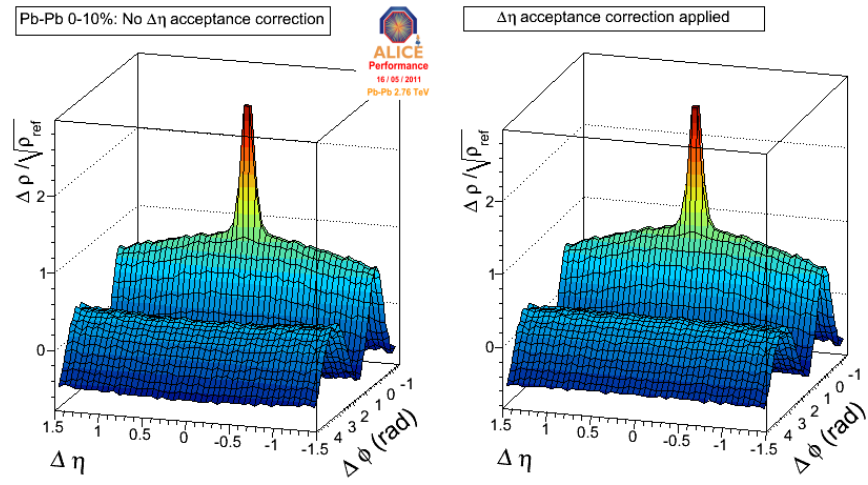 Pb-Pb 0-10%: No Δη acceptance correction
ALICE
Performance
16 / 05 / 2011
Pb-Pb 2.76 TeV
Δρ/√ρref
2
1
0
1.5 1 0.5 0 -0.5 -1 -1.5
Δη
4 3 2 1 0 -1
Δϕ (rad)
Δη acceptance correction applied
Δρ/√ρref
2
1
0
1.5 1 0.5 0 -0.5 -1 -1.5
Δη
4 3 2 1 0 -1
Δϕ (rad)